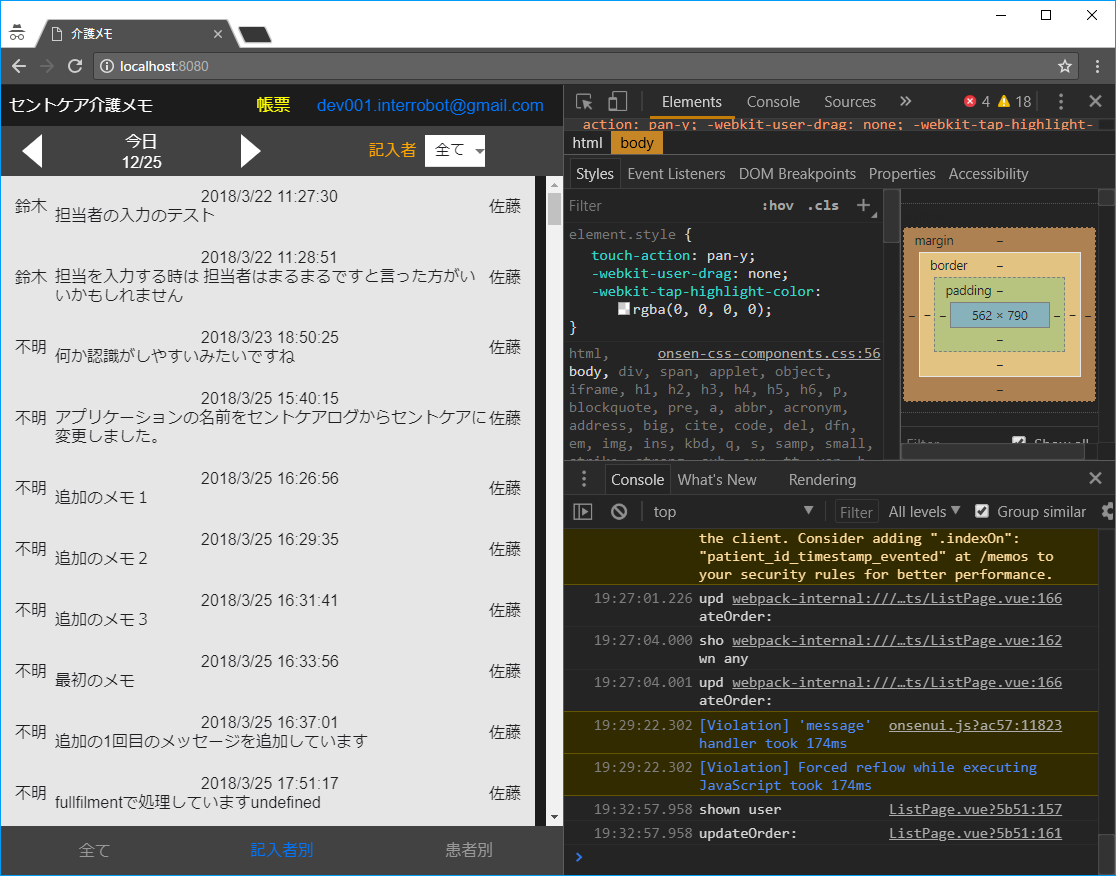 介護メモ
localhost:8080
セントケア介護メモ 帳票 dev001.interrobot@gmail.com
今日
12/25
記入者 全て
2018/3/22 11:27:30
鈴木 担当者の入力のテスト 佐藤
2018/3/22 11:28:51
鈴木 担当を入力する時は 担当者はまるまるですと言った方がい 佐藤
いかもしれません
2018/3/23 18:50:25
不明 何か認識がしやすいみたいですね 佐藤
2018/3/25 15:40:15
不明 アプリケーションの名前をセントケアログからセントケアに 佐藤
変更しました。
2018/3/25 16:26:56
不明 追加のメモ１ 佐藤
2018/3/25 16:29:35
不明 追加のメモ２ 佐藤
2018/3/25 16:31:41
不明 追加のメモ３ 佐藤
2018/3/25 16:33:56
不明 最初のメモ 佐藤
2018/3/25 16:37:01
不明 追加の1回目のメッセージを追加しています 佐藤
2018/3/25 17:51:17
不明 fullfilmentで処理していますundefined 佐藤
全て 記入者別 患者別
Elements Console Sources » 4 18
action: pan-y; -webkit-user-drag: none; -webkit-tap-highlight-
html body
Styles Event Listeners DOM Breakpoints Properties Accessibility
Filter :hov .cls +
element.style {
touch-action: pan-y;
-webkit-user-drag: none;
-webkit-tap-highlight-color:
rgba(0, 0, 0, 0);
}
html, onsen-css-components.css:56
body, div, span, applet, object,
iframe, h1, h2, h3, h4, h5, h6, p,
blockquote, pre, a, abbr, acronym,
address, big, cite, code, del, dfn,
em, img, ins, kbd, q, s, samp, small,
margin –
border –
padding –
– – – 562 × 790 – – –
–
–
–
Filter Show all
Console What's New Rendering
top Filter All levels Group similar
the client. Consider adding ".indexOn":
"patient_id_timestamp_evented" at /memos to
your security rules for better performance.
19:27:01.226 upd webpack-internal:///…ts/ListPage.vue:166
ateOrder:
19:27:04.000 sho webpack-internal:///…ts/ListPage.vue:162
wn any
19:27:04.001 upd webpack-internal:///…ts/ListPage.vue:166
ateOrder:
19:29:22.302 [Violation] 'message' onsenui.js?ac57:11823
handler took 174ms
19:29:22.302 [Violation] Forced reflow while executing
JavaScript took 174ms
19:32:57.958 shown user ListPage.vue?5b51:157
19:32:57.958 updateOrder: ListPage.vue?5b51:161